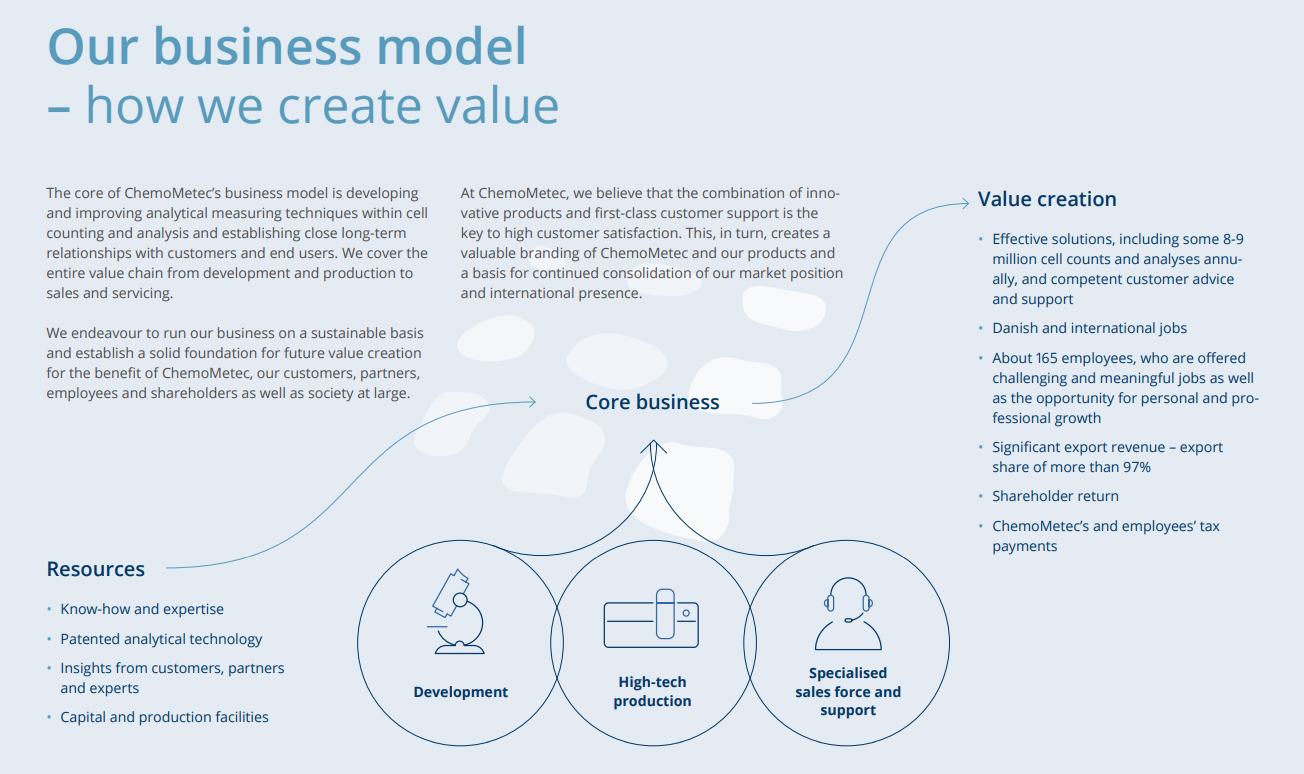 Our business model
– how we create value
The core of ChemoMetec’s business model is developing
and improving analytical measuring techniques within cell
counting and analysis and establishing close long-term
relationships with customers and end users. We cover the
entire value chain from development and production to
sales and servicing.
We endeavour to run our business on a sustainable basis
and establish a solid foundation for future value creation
for the benefit of ChemoMetec, our customers, partners,
employees and shareholders as well as society at large.
At ChemoMetec, we believe that the combination of inno-
vative products and first-class customer support is the
key to high customer satisfaction. This, in turn, creates a
valuable branding of ChemoMetec and our products and
a basis for continued consolidation of our market position
and international presence.
Value creation
• Effective solutions, including some 8-9
million cell counts and analyses annu-
ally, and competent customer advice
and support
• Danish and international jobs
• About 165 employees, who are offered
challenging and meaningful jobs as well
as the opportunity for personal and pro-
fessional growth
• Significant export revenue – export
share of more than 97%
• Shareholder return
• ChemoMetec’s and employees’ tax
payments
Core business
Resources
• Know-how and expertise
• Patented analytical technology
• Insights from customers, partners
and experts
• Capital and production facilities
Development
High-tech
production
Specialised
sales force and
support